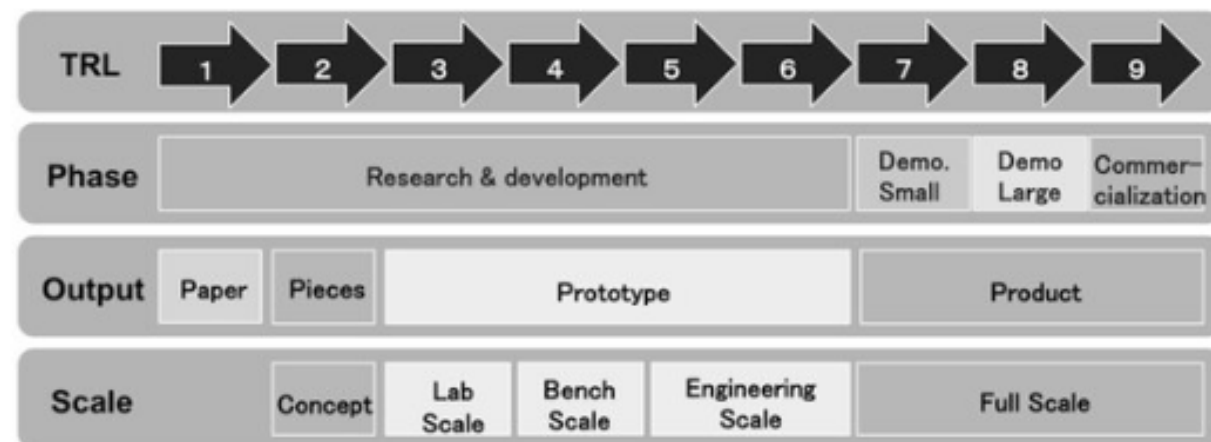 TRL 1 2 3 4 5 6 7 8 9
Phase Research & development Demo. Small Demo Large Commer-cialization
Output Paper Pieces Prototype Product
Scale Concept Lab Scale Bench Scale Engineering Scale Full Scale